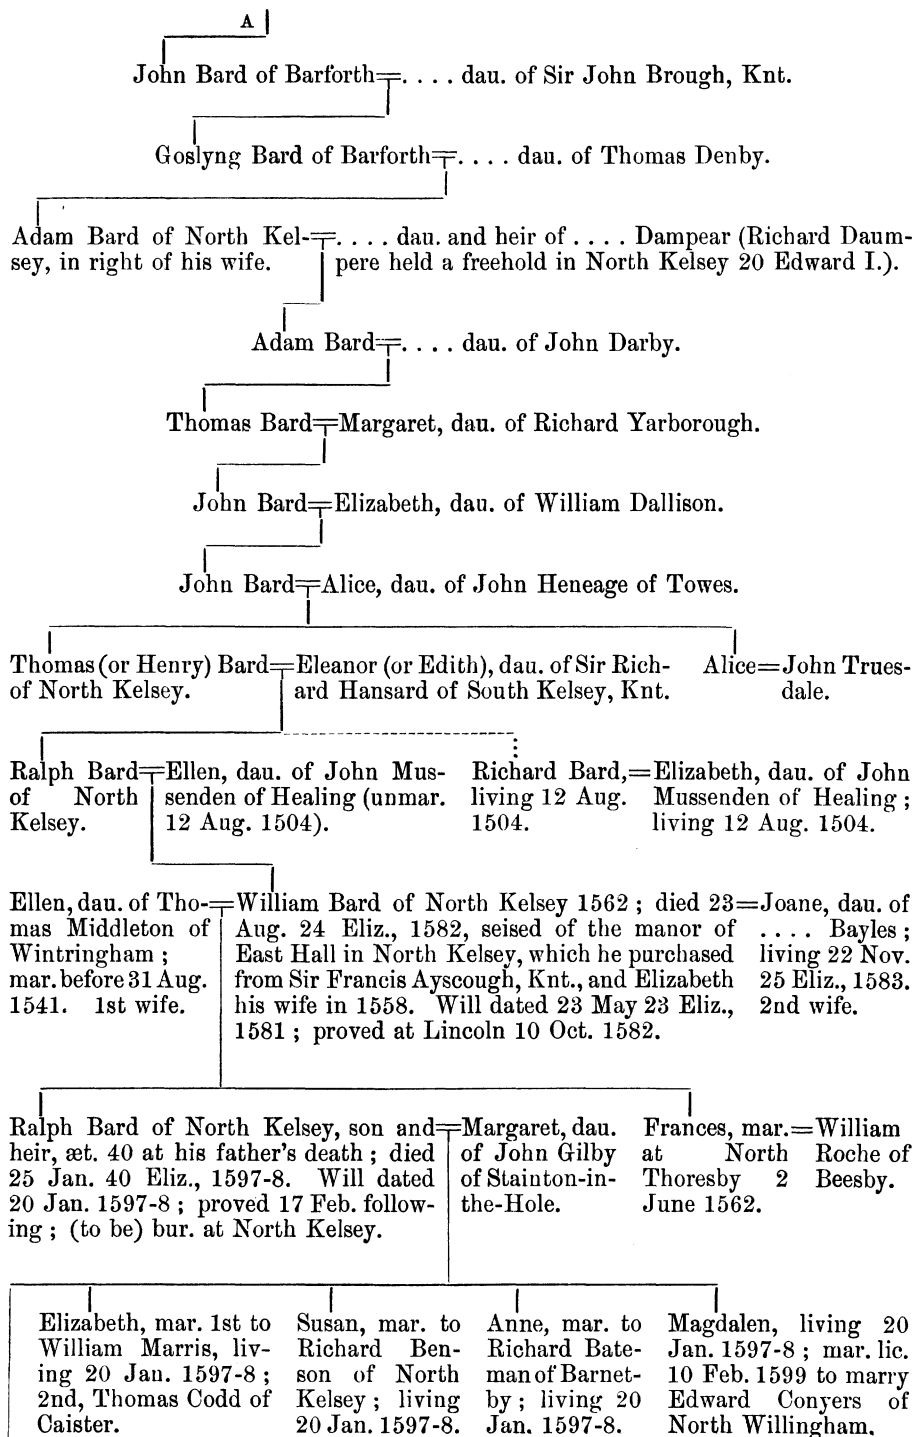 A
John Bard of Barforth=. . . . dau. of Sir John Brough, Knt.
Goslyng Bard of Barforth=. . . . dau. of Thomas Denby.
Adam Bard of North Kel-=. . . . dau. and heir of . . . . Dampear (Richard Daum-
sey, in right of his wife. pere held a freehold in North Kelsey 20 Edward I.).
Adam Bard=. . . . dau. of John Darby.
Thomas Bard=Margaret, dau. of Richard Yarborough.
John Bard=Elizabeth, dau. of William Dallison.
John Bard=Alice, dau. of John Heneage of Towes.
Thomas (or Henry) Bard=Eleanor (or Edith), dau. of Sir Rich-
of North Kelsey. ard Hansard of South Kelsey, Knt.
Alice=John Trues-
dale.
Ralph Bard=Ellen, dau. of John Mus-
of North senden of Healing (unmar.
Kelsey. 12 Aug. 1504).
Richard Bard,=Elizabeth, dau. of John
living 12 Aug. Mussenden of Healing ;
1504. living 12 Aug. 1504.
Ellen, dau. of Tho-
mas Middleton of
Wintringham ;
mar. before 31 Aug.
1541. 1st wife.
=William Bard of North Kelsey 1562 ; died 23=
Aug. 24 Eliz., 1582, seised of the manor of
East Hall in North Kelsey, which he purchased
from Sir Francis Ayscough, Knt., and Elizabeth
his wife in 1558. Will dated 23 May 23 Eliz.,
1581 ; proved at Lincoln 10 Oct. 1582.
Joane, dau. of
. . . . Bayles ;
living 22 Nov.
25 Eliz., 1583.
2nd wife.
Ralph Bard of North Kelsey, son and=
heir, æt. 40 at his father's death ; died
25 Jan. 40 Eliz., 1597-8. Will dated
20 Jan. 1597-8 ; proved 17 Feb. follow-
ing ; (to be) bur. at North Kelsey.
Margaret, dau.
of John Gilby
of Stainton-in-
the-Hole.
Frances, mar.=William
at North Roche of
Thoresby 2 Beesby.
June 1562.
Elizabeth, mar. 1st to
William Marris, liv-
ing 20 Jan. 1597-8 ;
2nd, Thomas Codd of
Caister.
Susan, mar. to
Richard Ben-
son of North
Kelsey ; living
20 Jan. 1597-8.
Anne, mar. to
Richard Bate-
man of Barnet-
by ; living 20
Jan. 1597-8.
Magdalen, living 20
Jan. 1597-8 ; mar. lic.
10 Feb. 1599 to marry
Edward Conyers of
North Willingham.